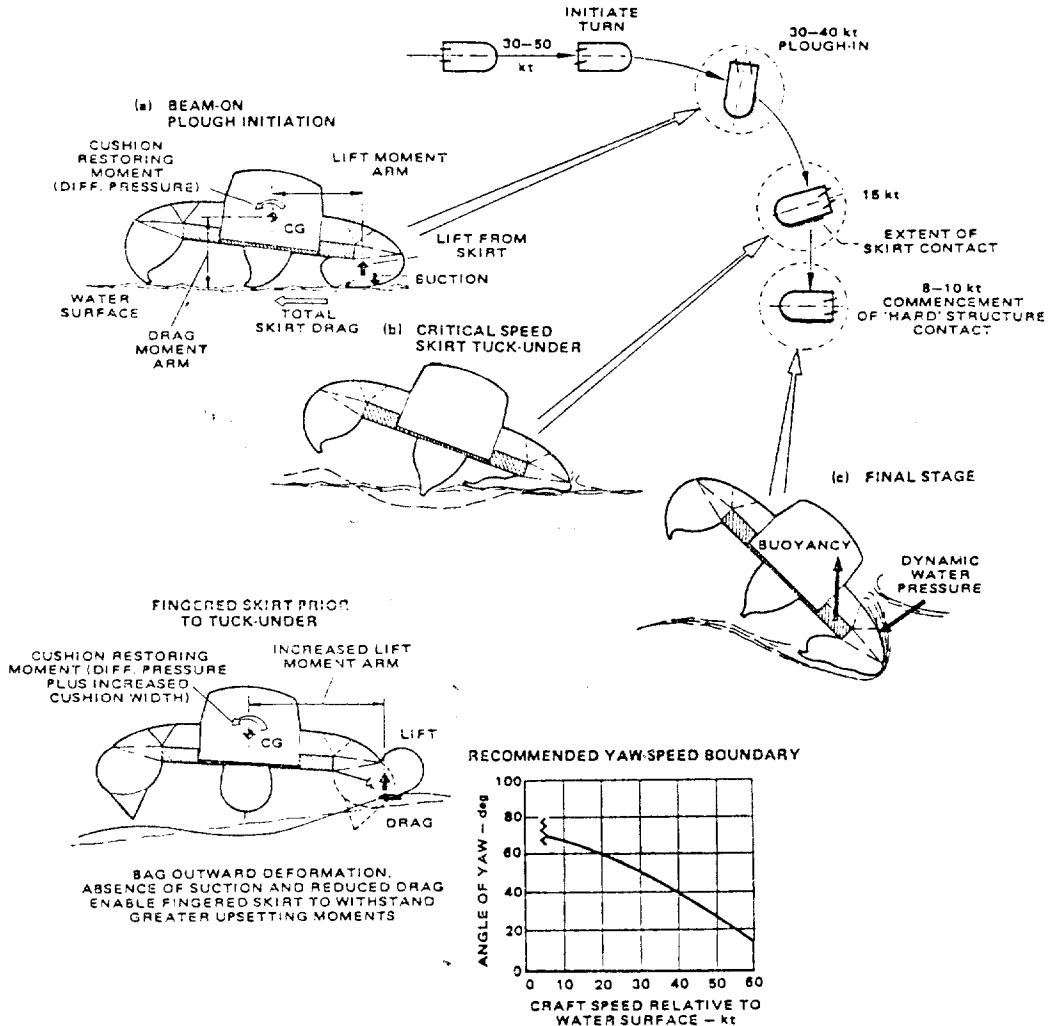 INITIATE
TURN
30–50
kt
30–40 kt
PLOUGH-IN
(a) BEAM-ON
PLOUGH INITIATION
CUSHION
RESTORING
MOMENT
(DIFF. PRESSURE)
LIFT MOMENT
ARM
CG
LIFT FROM
SKIRT
SUCTION
WATER
SURFACE
TOTAL
SKIRT DRAG
DRAG
MOMENT
ARM
15 kt
EXTENT OF
SKIRT CONTACT
8–10 kt
COMMENCEMENT
OF 'HARD' STRUCTURE
CONTACT
(b) CRITICAL SPEED
SKIRT TUCK-UNDER
(c) FINAL STAGE
BUOYANCY
DYNAMIC
WATER
PRESSURE
FINGERED SKIRT PRIOR
TO TUCK-UNDER
CUSHION RESTORING
MOMENT (DIFF. PRESSURE
PLUS INCREASED
CUSHION WIDTH)
INCREASED LIFT
MOMENT ARM
CG
LIFT
DRAG
BAG OUTWARD DEFORMATION,
ABSENCE OF SUCTION AND REDUCED DRAG
ENABLE FINGERED SKIRT TO WITHSTAND
GREATER UPSETTING MOMENTS
RECOMMENDED YAW-SPEED BOUNDARY
ANGLE OF YAW – deg
100
80
60
40
20
0
0 10 20 30 40 50 60
CRAFT SPEED RELATIVE TO
WATER SURFACE – kt